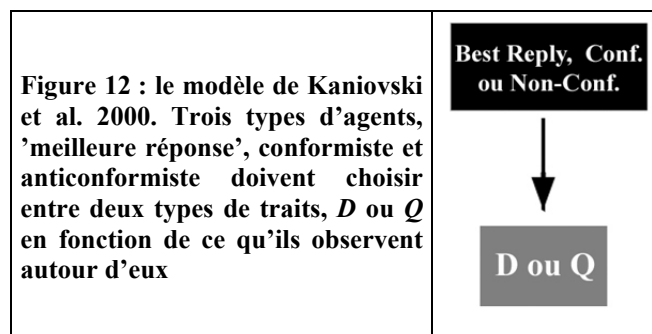 Figure 12 : le modèle de Kaniovski
et al. 2000. Trois types d’agents,
’meilleure réponse’, conformiste et
anticonformiste doivent choisir
entre deux types de traits, D ou Q
en fonction de ce qu’ils observent
autour d’eux
Best Reply, Conf.
ou Non-Conf.
D ou Q